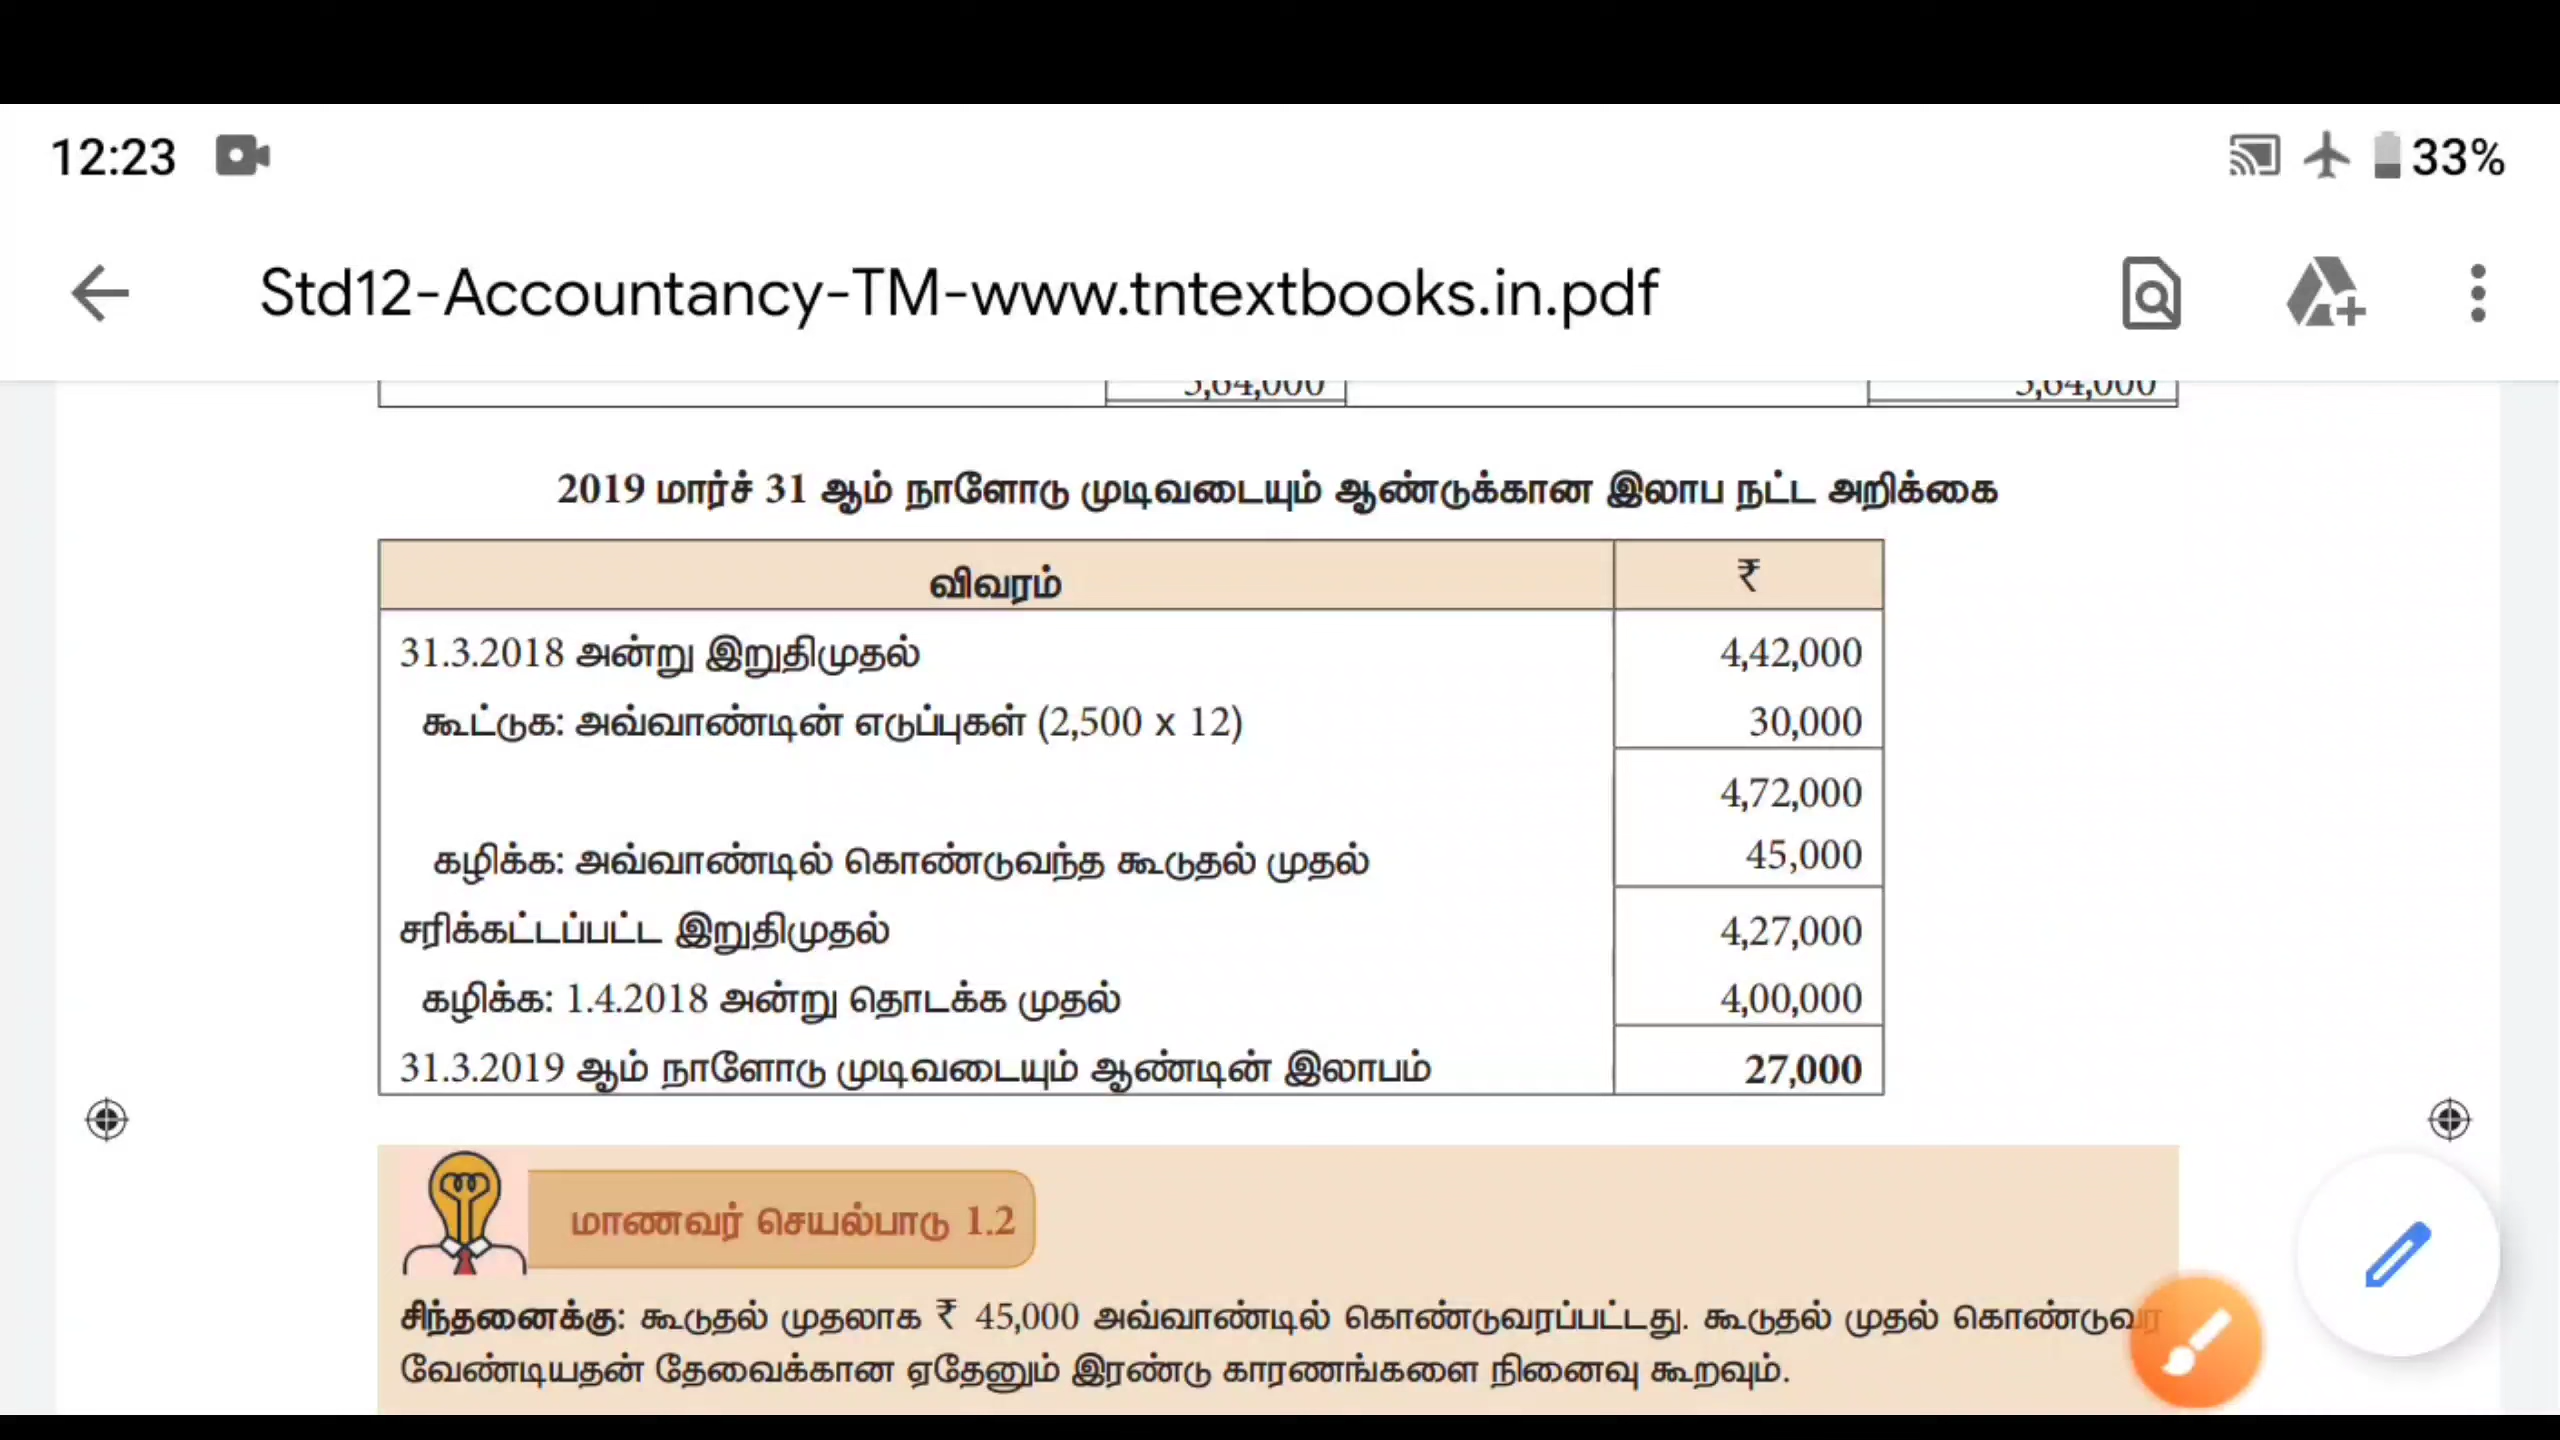 12:23 33%
Std12-Accountancy-TM-www.tntextbooks.in.pdf
2019 மார்ச் 31 ஆம் நாளோடு முடிவடையும் ஆண்டுக்கான இலாப நட்ட அறிக்கை
விவரம் ₹
31.3.2018 அன்று இறுதிமுதல் 4,42,000
கூட்டுக: அவ்வாண்டின் எடுப்புகள் (2,500 x 12) 30,000
4,72,000
கழிக்க: அவ்வாண்டில் கொண்டுவந்த கூடுதல் முதல் 45,000
சரிக்கட்டப்பட்ட இறுதிமுதல் 4,27,000
கழிக்க: 1.4.2018 அன்று தொடக்க முதல் 4,00,000
31.3.2019 ஆம் நாளோடு முடிவடையும் ஆண்டின் இலாபம் 27,000
மாணவர் செயல்பாடு 1.2
சிந்தனைக்கு: கூடுதல் முதலாக ₹ 45,000 அவ்வாண்டில் கொண்டுவரப்பட்டது. கூடுதல் முதல் கொண்டுவர
வேண்டியதன் தேவைக்கான ஏதேனும் இரண்டு காரணங்களை நினைவு கூறவும்.